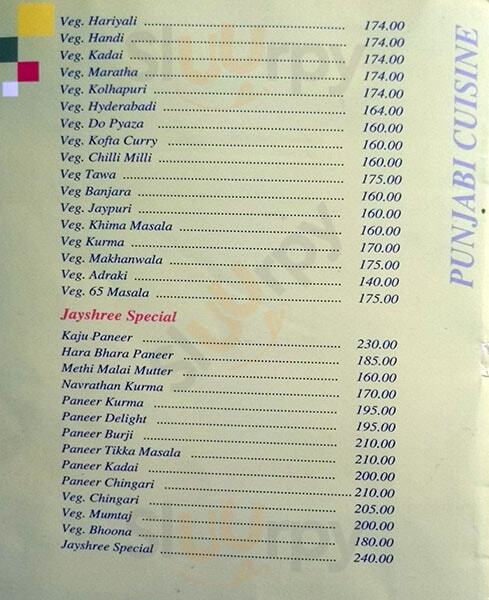 PUNJABI CUISINE
Veg. Hariyali 174.00
Veg. Handi 174.00
Veg. Kadai 174.00
Veg. Maratha 174.00
Veg. Kolhapuri 174.00
Veg. Hyderabadi 164.00
Veg. Do Pyaza 160.00
Veg. Kofta Curry 160.00
Veg. Chilli Milli 160.00
Veg Tawa 175.00
Veg Banjara 160.00
Veg. Jaypuri 160.00
Veg. Khima Masala 160.00
Veg Kurma 170.00
Veg. Makhanwala 175.00
Veg. Adraki 140.00
Veg. 65 Masala 175.00
Jayshree Special
Kaju Paneer 230.00
Hara Bhara Paneer 185.00
Methi Malai Mutter 160.00
Navrathan Kurma 170.00
Paneer Kurma 195.00
Paneer Delight 195.00
Paneer Burji 210.00
Paneer Tikka Masala 210.00
Paneer Kadai 200.00
Paneer Chingari 210.00
Veg. Chingari 205.00
Veg. Mumtaj 200.00
Veg. Bhoona 180.00
Jayshree Special 240.00
sluurpy
sluurpy
sluurpy